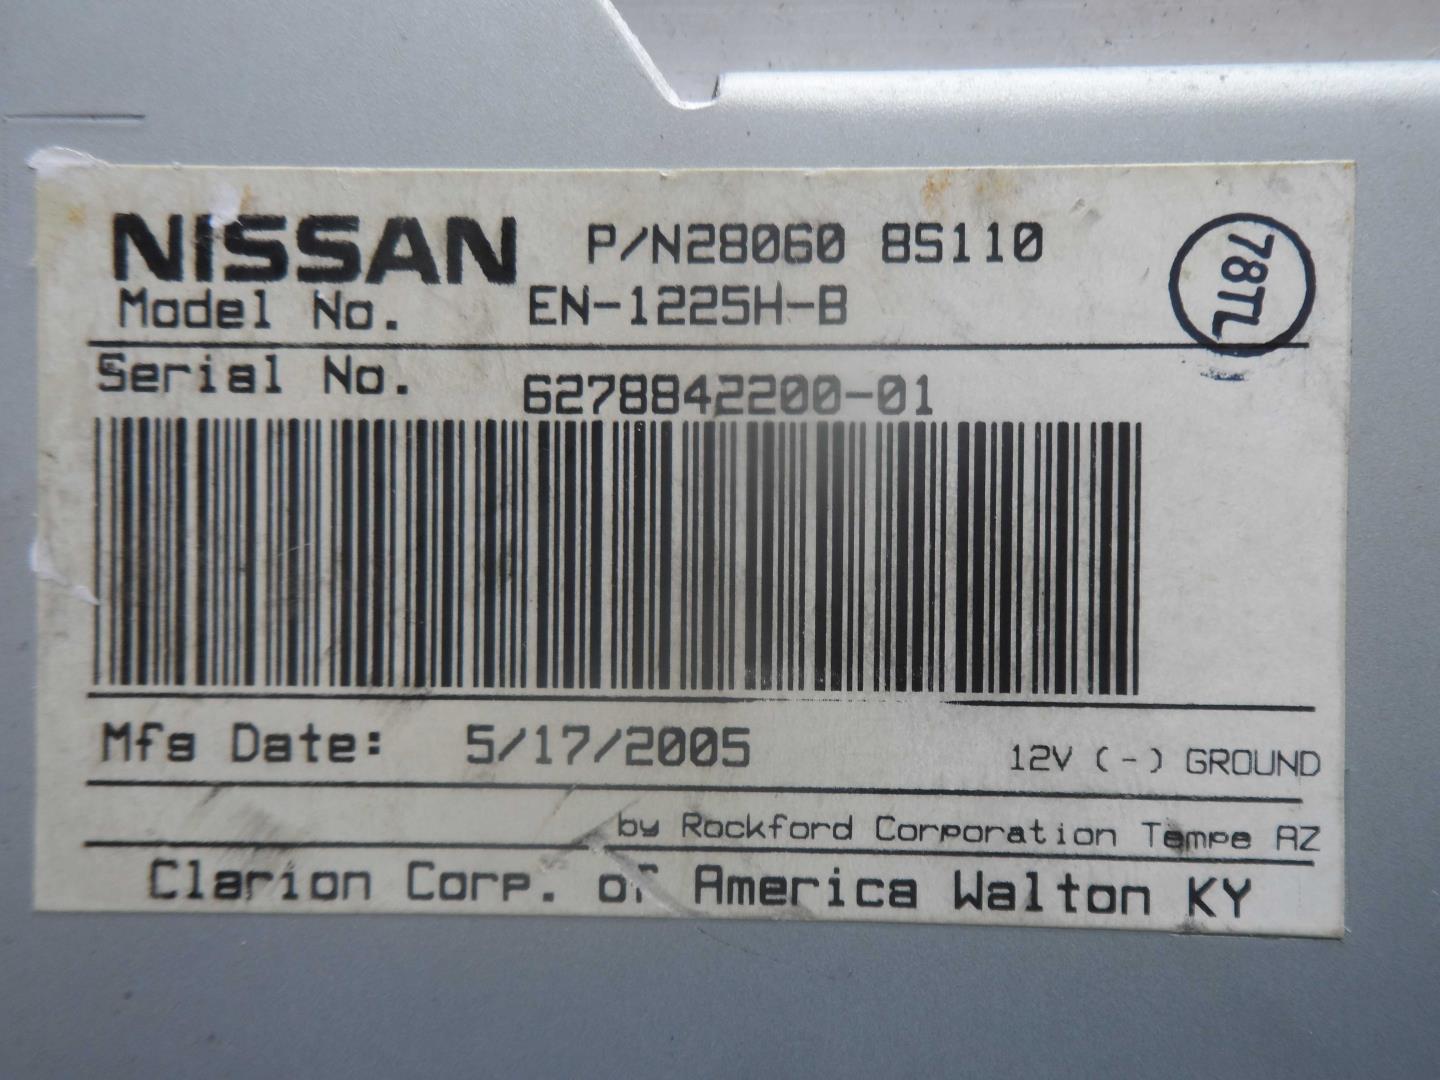 NISSAN P/N28060 8S110
78TL
Model No. EN-1225H-B
Serial No. 6278842200-01
Mfg Date: 5/17/2005 12V (-) GROUND
by Rockford Corporation Tempe AZ
Clarion Corp. of America Walton KY